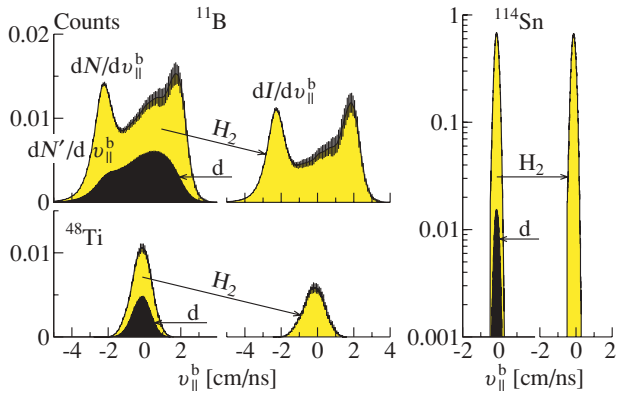 Counts ¹¹B ¹¹⁴Sn
0.02 1
dN/dv∥ᵇ dI/dv∥ᵇ
0.01 0.1
dN′/d v∥ᵇ H₂ H₂
d
0
⁴⁸Ti d
0.01 0.01
H₂
d
0 0.001
-4 -2 0 2 -4 -2 0 2 4 -2 0 0 2
v∥ᵇ [cm/ns] v∥ᵇ [cm/ns] v∥ᵇ [cm/ns]